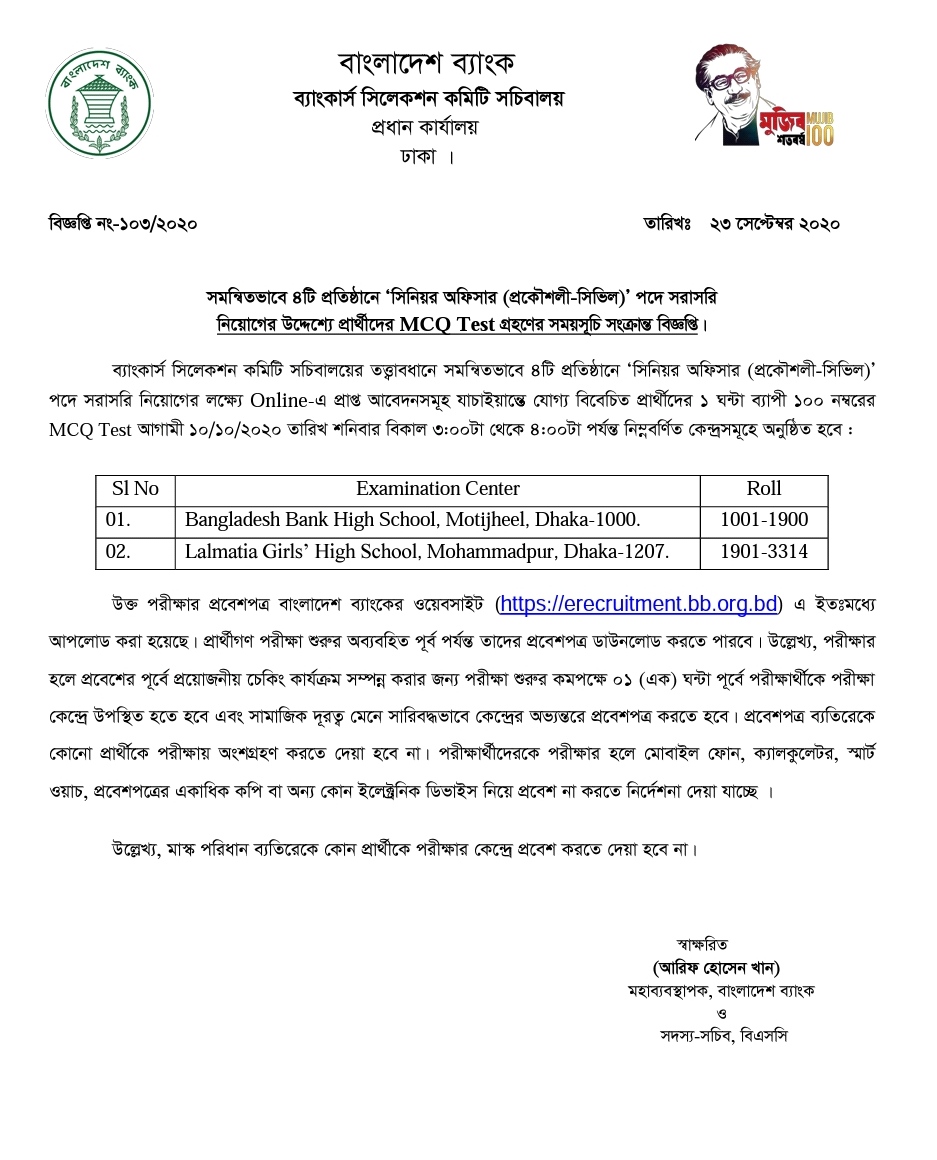 বাংলাদেশ ব্যাংক
বাংলাদেশ ব্যাংক
ব্যাংকার্স সিলেকশন কমিটি সচিবালয়
প্রধান কার্যালয়
ঢাকা ।
মুজিব MUJIB
শতবর্ষ 100
বিজ্ঞপ্তি নং-১০৩/২০২০ তারিখঃ ২৩ সেপ্টেম্বর ২০২০
সমন্বিতভাবে ৪টি প্রতিষ্ঠানে ‘সিনিয়র অফিসার (প্রকৌশলী-সিভিল)’ পদে সরাসরি
নিয়োগের উদ্দেশ্যে প্রার্থীদের MCQ Test গ্রহণের সময়সূচি সংক্রান্ত বিজ্ঞপ্তি।
ব্যাংকার্স সিলেকশন কমিটি সচিবালয়ের তত্ত্বাবধানে সমন্বিতভাবে ৪টি প্রতিষ্ঠানে ‘সিনিয়র অফিসার (প্রকৌশলী-সিভিল)’
পদে সরাসরি নিয়োগের লক্ষ্যে Online-এ প্রাপ্ত আবেদনসমূহ যাচাইয়ান্তে যোগ্য বিবেচিত প্রার্থীদের ১ ঘন্টা ব্যাপী ১০০ নম্বরের
MCQ Test আগামী ১০/১০/২০২০ তারিখ শনিবার বিকাল ৩:০০টা থেকে ৪:০০টা পর্যন্ত নিম্নবর্ণিত কেন্দ্রসমূহে অনুষ্ঠিত হবে :
Sl No Examination Center Roll
01. Bangladesh Bank High School, Motijheel, Dhaka-1000. 1001-1900
02. Lalmatia Girls’ High School, Mohammadpur, Dhaka-1207. 1901-3314
উক্ত পরীক্ষার প্রবেশপত্র বাংলাদেশ ব্যাংকের ওয়েবসাইট (https://erecruitment.bb.org.bd) এ ইতঃমধ্যে
আপলোড করা হয়েছে। প্রার্থীগণ পরীক্ষা শুরুর অব্যবহিত পূর্ব পর্যন্ত তাদের প্রবেশপত্র ডাউনলোড করতে পারবে। উল্লেখ্য, পরীক্ষার
হলে প্রবেশের পূর্বে প্রয়োজনীয় চেকিং কার্যক্রম সম্পন্ন করার জন্য পরীক্ষা শুরুর কমপক্ষে ০১ (এক) ঘন্টা পূর্বে পরীক্ষার্থীকে পরীক্ষা
কেন্দ্রে উপস্থিত হতে হবে এবং সামাজিক দূরত্ব মেনে সারিবদ্ধভাবে কেন্দ্রের অভ্যন্তরে প্রবেশপত্র করতে হবে। প্রবেশপত্র ব্যতিরেকে
কোনো প্রার্থীকে পরীক্ষায় অংশগ্রহণ করতে দেয়া হবে না। পরীক্ষার্থীদেরকে পরীক্ষার হলে মোবাইল ফোন, ক্যালকুলেটর, স্মার্ট
ওয়াচ, প্রবেশপত্রের একাধিক কপি বা অন্য কোন ইলেক্ট্রনিক ডিভাইস নিয়ে প্রবেশ না করতে নির্দেশনা দেয়া যাচ্ছে ।
উল্লেখ্য, মাস্ক পরিধান ব্যতিরেকে কোন প্রার্থীকে পরীক্ষার কেন্দ্রে প্রবেশ করতে দেয়া হবে না।
স্বাক্ষরিত
(আরিফ হোসেন খান)
মহাব্যবস্থাপক, বাংলাদেশ ব্যাংক
ও
সদস্য-সচিব, বিএসসি